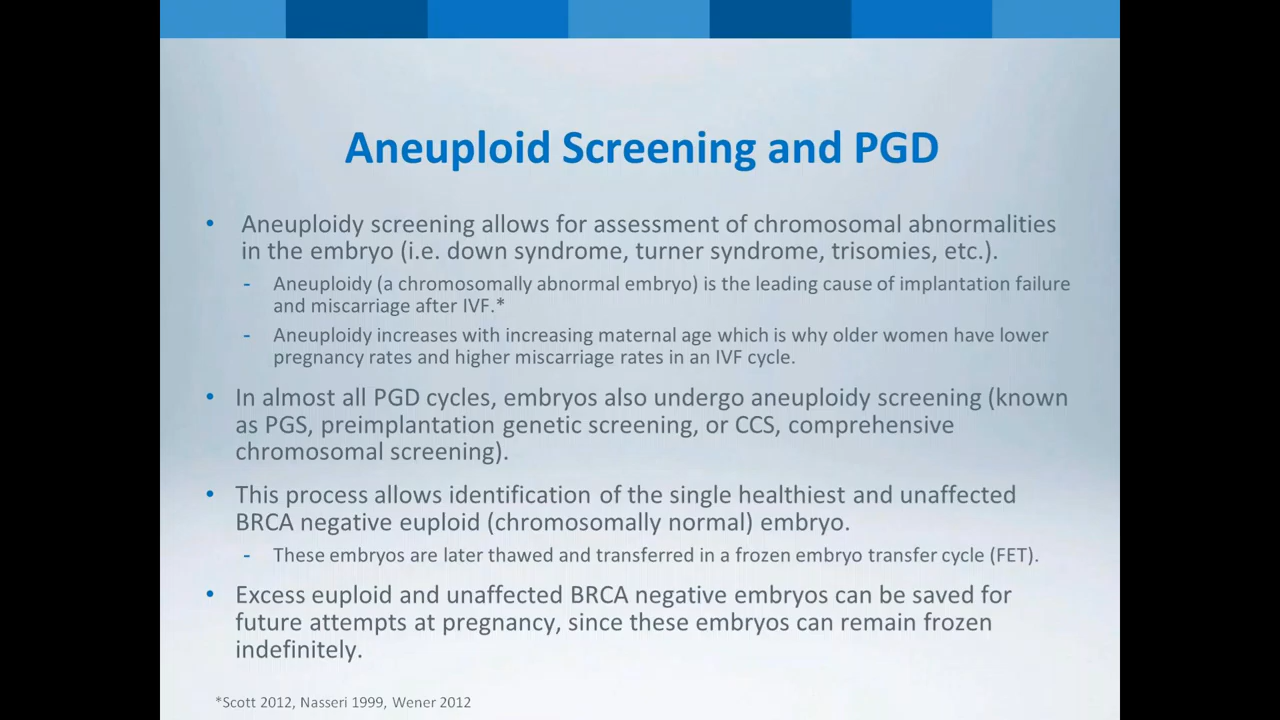 Aneuploid Screening and PGD
• Aneuploidy screening allows for assessment of chromosomal abnormalities
in the embryo (i.e. down syndrome, turner syndrome, trisomies, etc.).
- Aneuploidy (a chromosomally abnormal embryo) is the leading cause of implantation failure
and miscarriage after IVF.*
- Aneuploidy increases with increasing maternal age which is why older women have lower
pregnancy rates and higher miscarriage rates in an IVF cycle.
• In almost all PGD cycles, embryos also undergo aneuploidy screening (known
as PGS, preimplantation genetic screening, or CCS, comprehensive
chromosomal screening).
• This process allows identification of the single healthiest and unaffected
BRCA negative euploid (chromosomally normal) embryo.
- These embryos are later thawed and transferred in a frozen embryo transfer cycle (FET).
• Excess euploid and unaffected BRCA negative embryos can be saved for
future attempts at pregnancy, since these embryos can remain frozen
indefinitely.
*Scott 2012, Nasseri 1999, Wener 2012